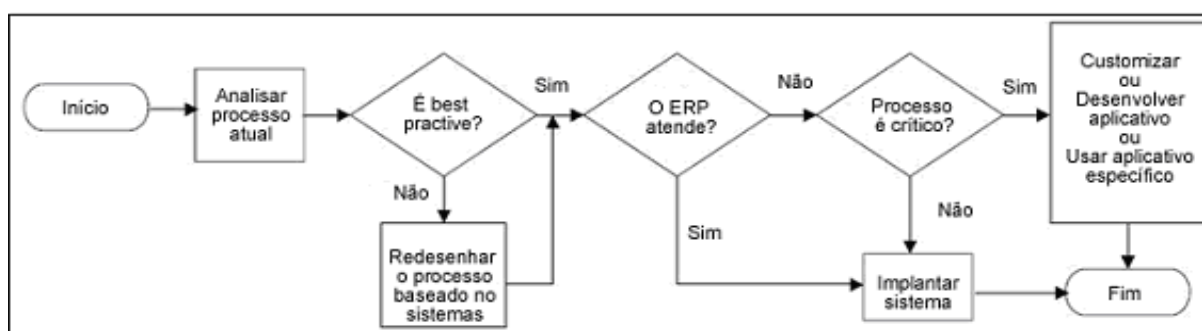 Início
Analisar
processo
atual
É best
practive?
Sim
Não
Redesenhar
o processo
baseado no
sistemas
O ERP
atende?
Não
Sim
Processo
é crítico?
Sim
Não
Implantar
sistema
Customizar
ou
Desenvolver
aplicativo
ou
Usar aplicativo
específico
Fim